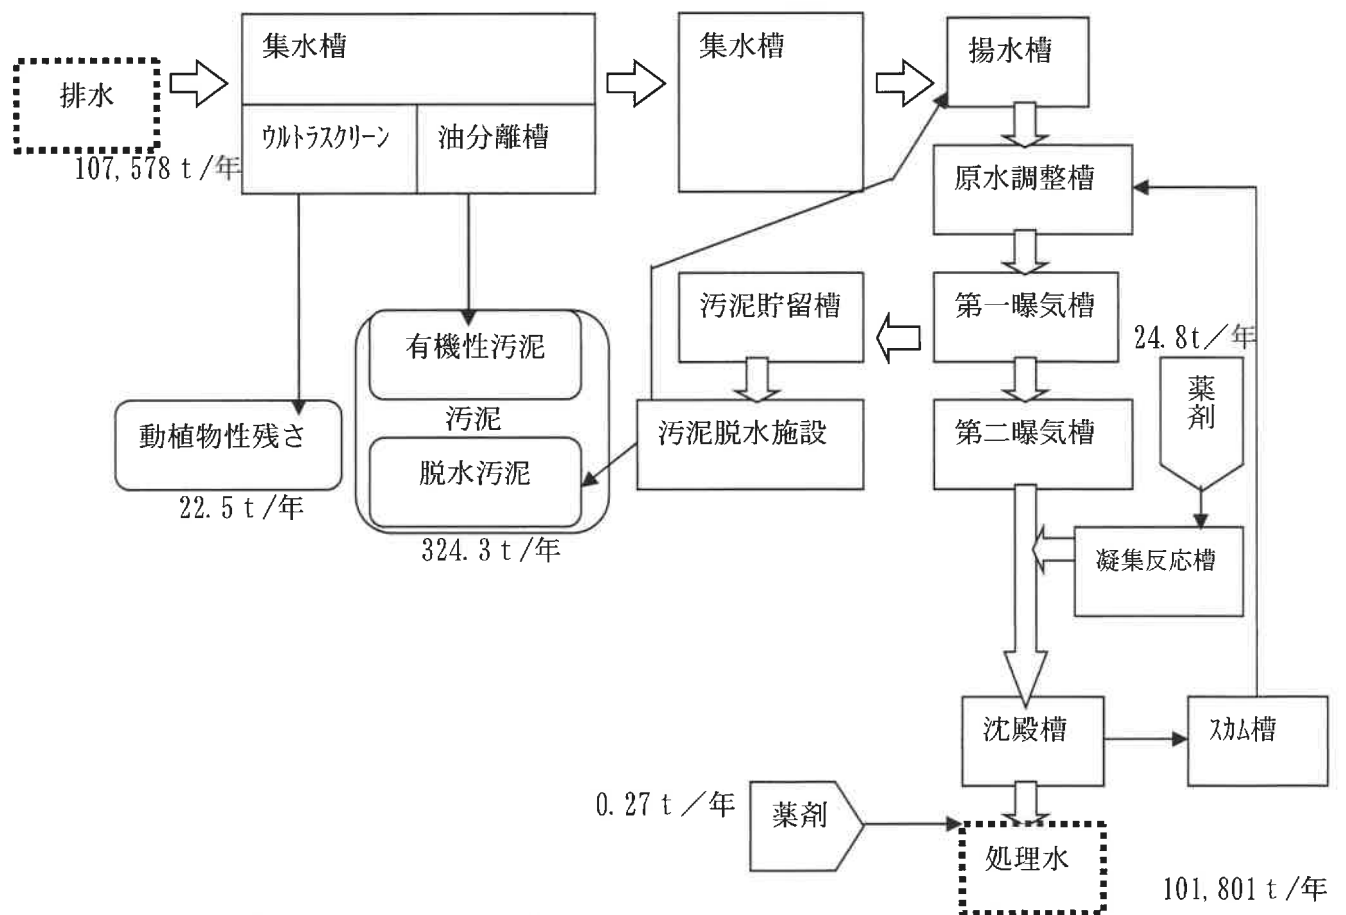 集水槽
集水槽
揚水槽
排水
ウルトラスクリーン
油分離槽
107,578ｔ/年
原水調整槽
汚泥貯留槽
第一曝気槽
24.8t／年
有機性汚泥
薬剤
動植物性残さ
汚泥
汚泥脱水施設
第二曝気槽
脱水汚泥
22.5ｔ/年
324.3ｔ/年
凝集反応槽
沈殿槽
スカム槽
0.27ｔ／年
薬剤
処理水
101,801ｔ/年